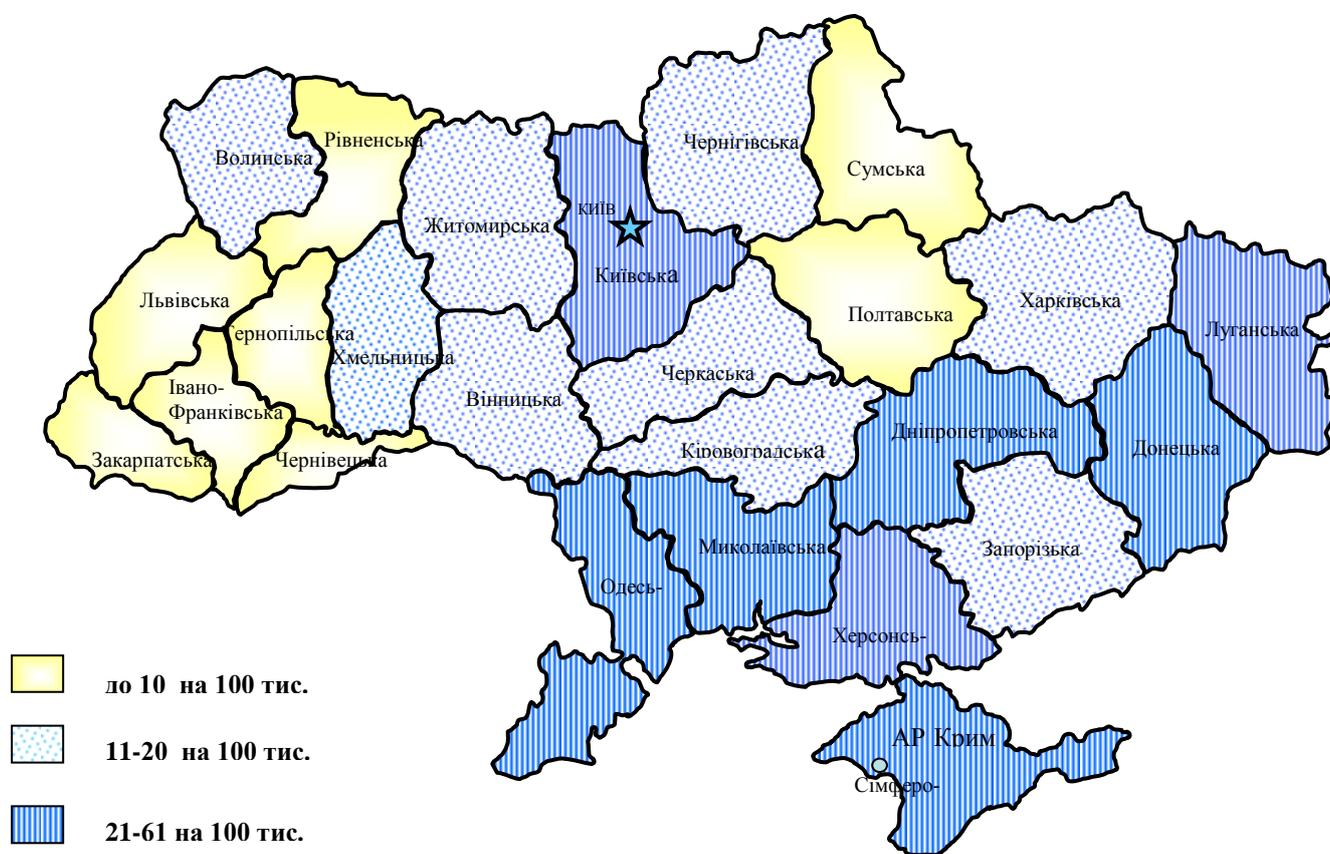 Рівненська
Волинська
Чернігівська
Сумська
Житомирська
КИЇВ
Київська
Львівська
Тернопільська
Хмельницька
Івано-
Франківська
Закарпатська
Чернівецька
Вінницька
Черкаська
Кіровоградська
Полтавська
Харківська
Луганська
Дніпропетровська
Донецька
Запорізька
Миколаївська
Одесь-
Херсонсь-
АР Крим
Сімферо-
до 10 на 100 тис.
11-20 на 100 тис.
21-61 на 100 тис.